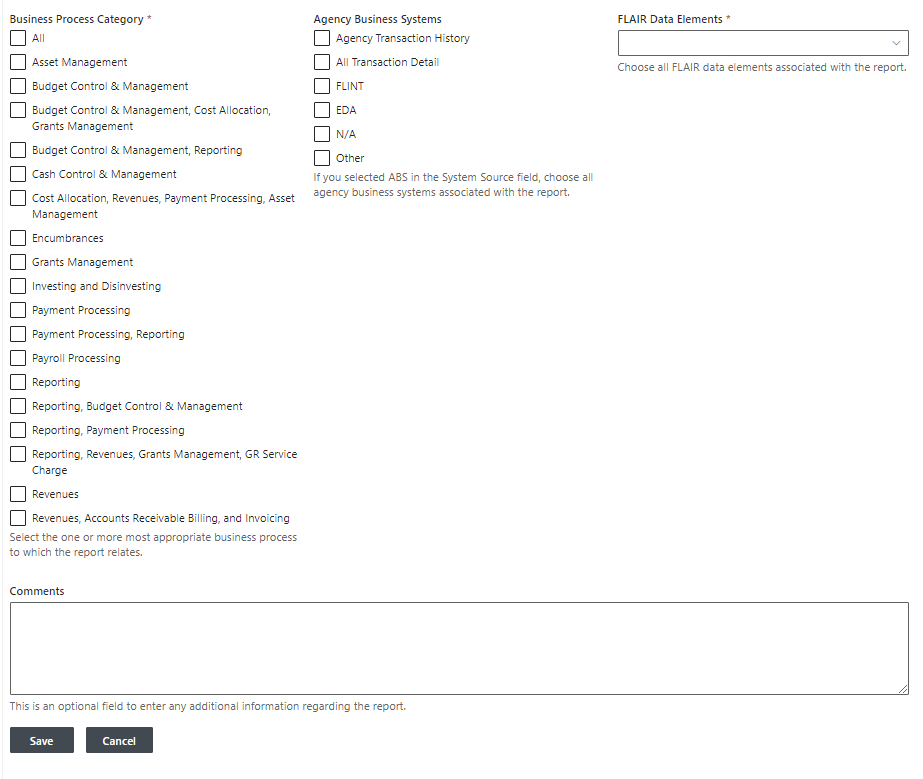 Business Process Category *
All
Asset Management
Budget Control & Management
Budget Control & Management, Cost Allocation,
Grants Management
Budget Control & Management, Reporting
Cash Control & Management
Cost Allocation, Revenues, Payment Processing, Asset
Management
Encumbrances
Grants Management
Investing and Disinvesting
Payment Processing
Payment Processing, Reporting
Payroll Processing
Reporting
Reporting, Budget Control & Management
Reporting, Payment Processing
Reporting, Revenues, Grants Management, GR Service
Charge
Revenues
Revenues, Accounts Receivable Billing, and Invoicing
Select the one or more most appropriate business process
to which the report relates.
Agency Business Systems
Agency Transaction History
All Transaction Detail
FLINT
EDA
N/A
Other
If you selected ABS in the System Source field, choose all
agency business systems associated with the report.
FLAIR Data Elements *
Choose all FLAIR data elements associated with the report.
Comments
This is an optional field to enter any additional information regarding the report.
Save
Cancel